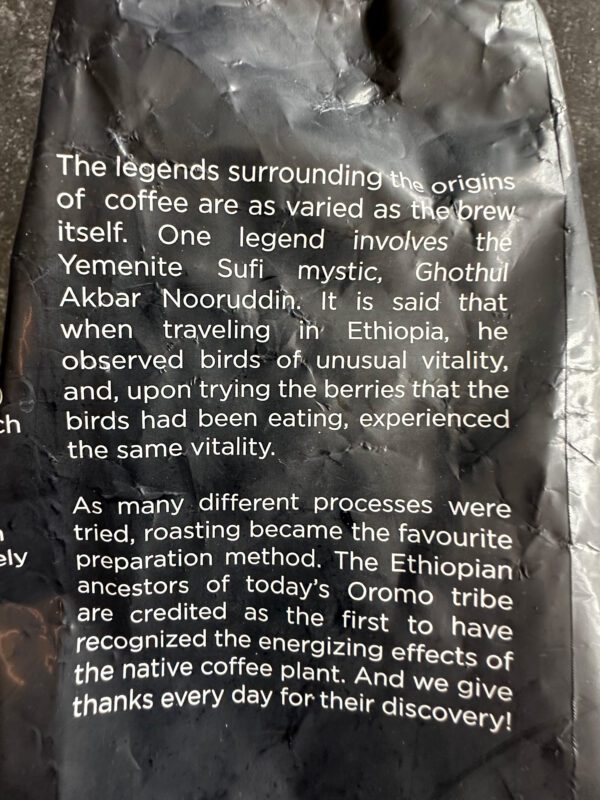 The legends surrounding the origins
of coffee are as varied as the brew
itself. One legend involves the
Yemenite Sufi mystic, Ghothul
Akbar Nooruddin. It is said that
when traveling in Ethiopia, he
observed birds of unusual vitality,
and, upon trying the berries that the
birds had been eating, experienced
the same vitality.
As many different processes were
tried, roasting became the favourite
preparation method. The Ethiopian
ancestors of today's Oromo tribe
are credited as the first to have
recognized the energizing effects of
the native coffee plant. And we give
thanks every day for their discovery!